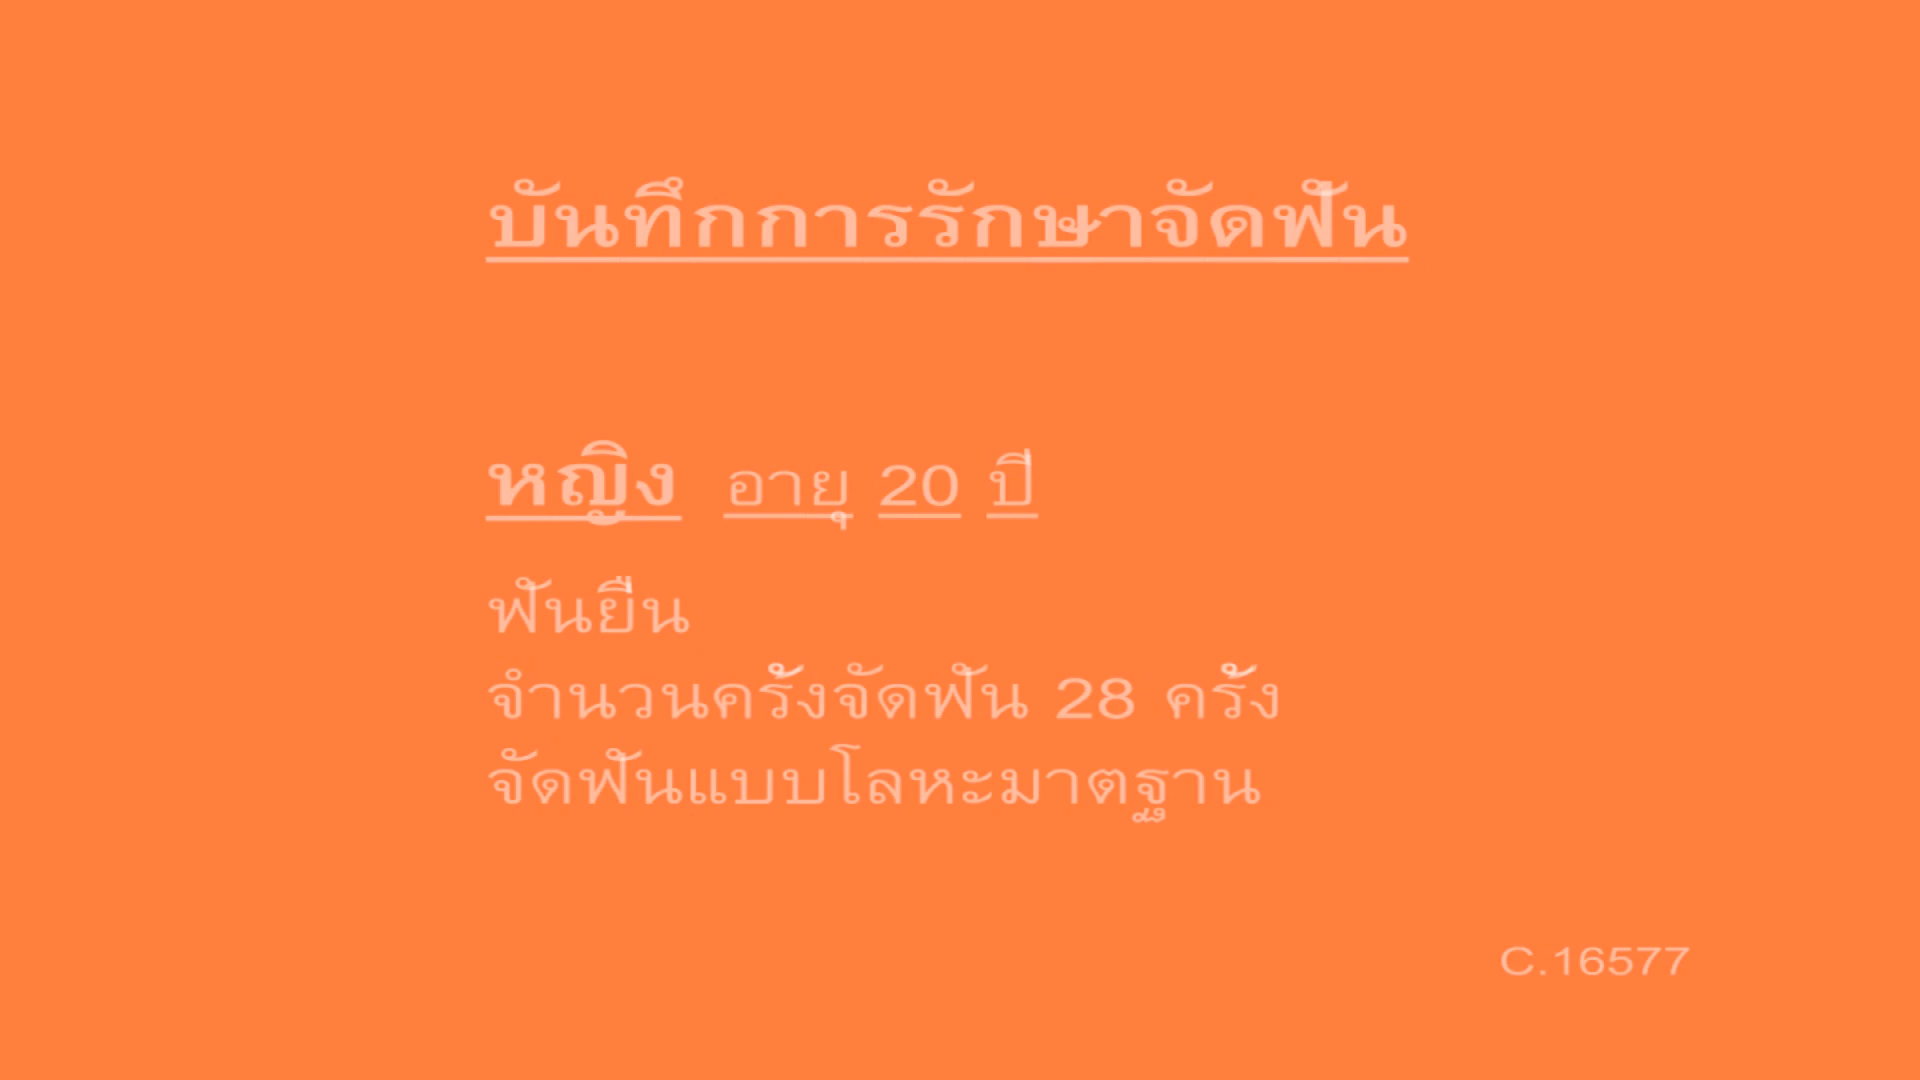 บันทึกการรักษาจัดฟัน
หญิง อายุ 20 ปี
ฟันยืน
จำนวนครั้งจัดฟัน 28 ครั้ง
จัดฟันแบบโลหะมาตฐาน
C.16577